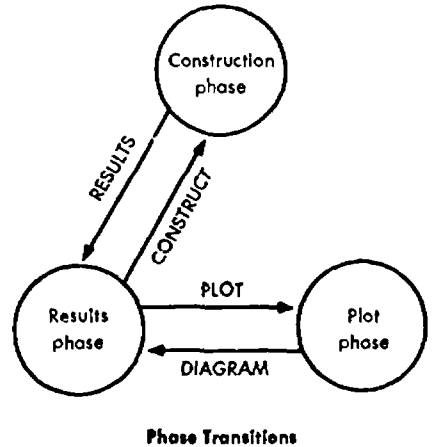 Construction
phase
RESULTS
CONSTRUCT
PLOT
Results
phase
Plot
phase
DIAGRAM
Phase Transitions